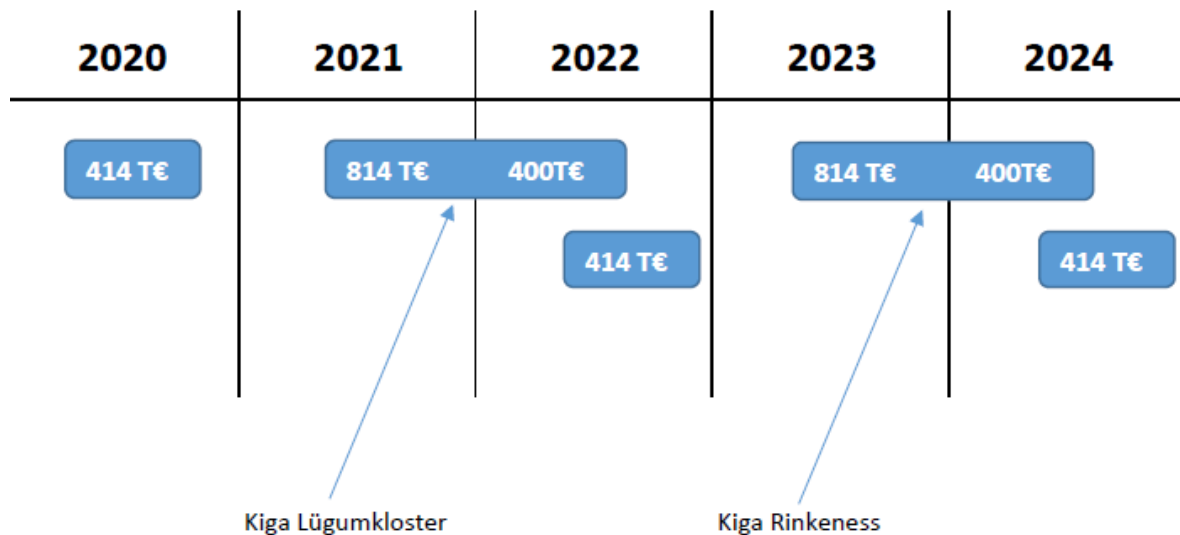 2020 2021 2022 2023 2024
414 T€ 814 T€ 400T€ 814 T€ 400T€
414 T€ 414 T€
Kiga Lügumkloster Kiga Rinkeness